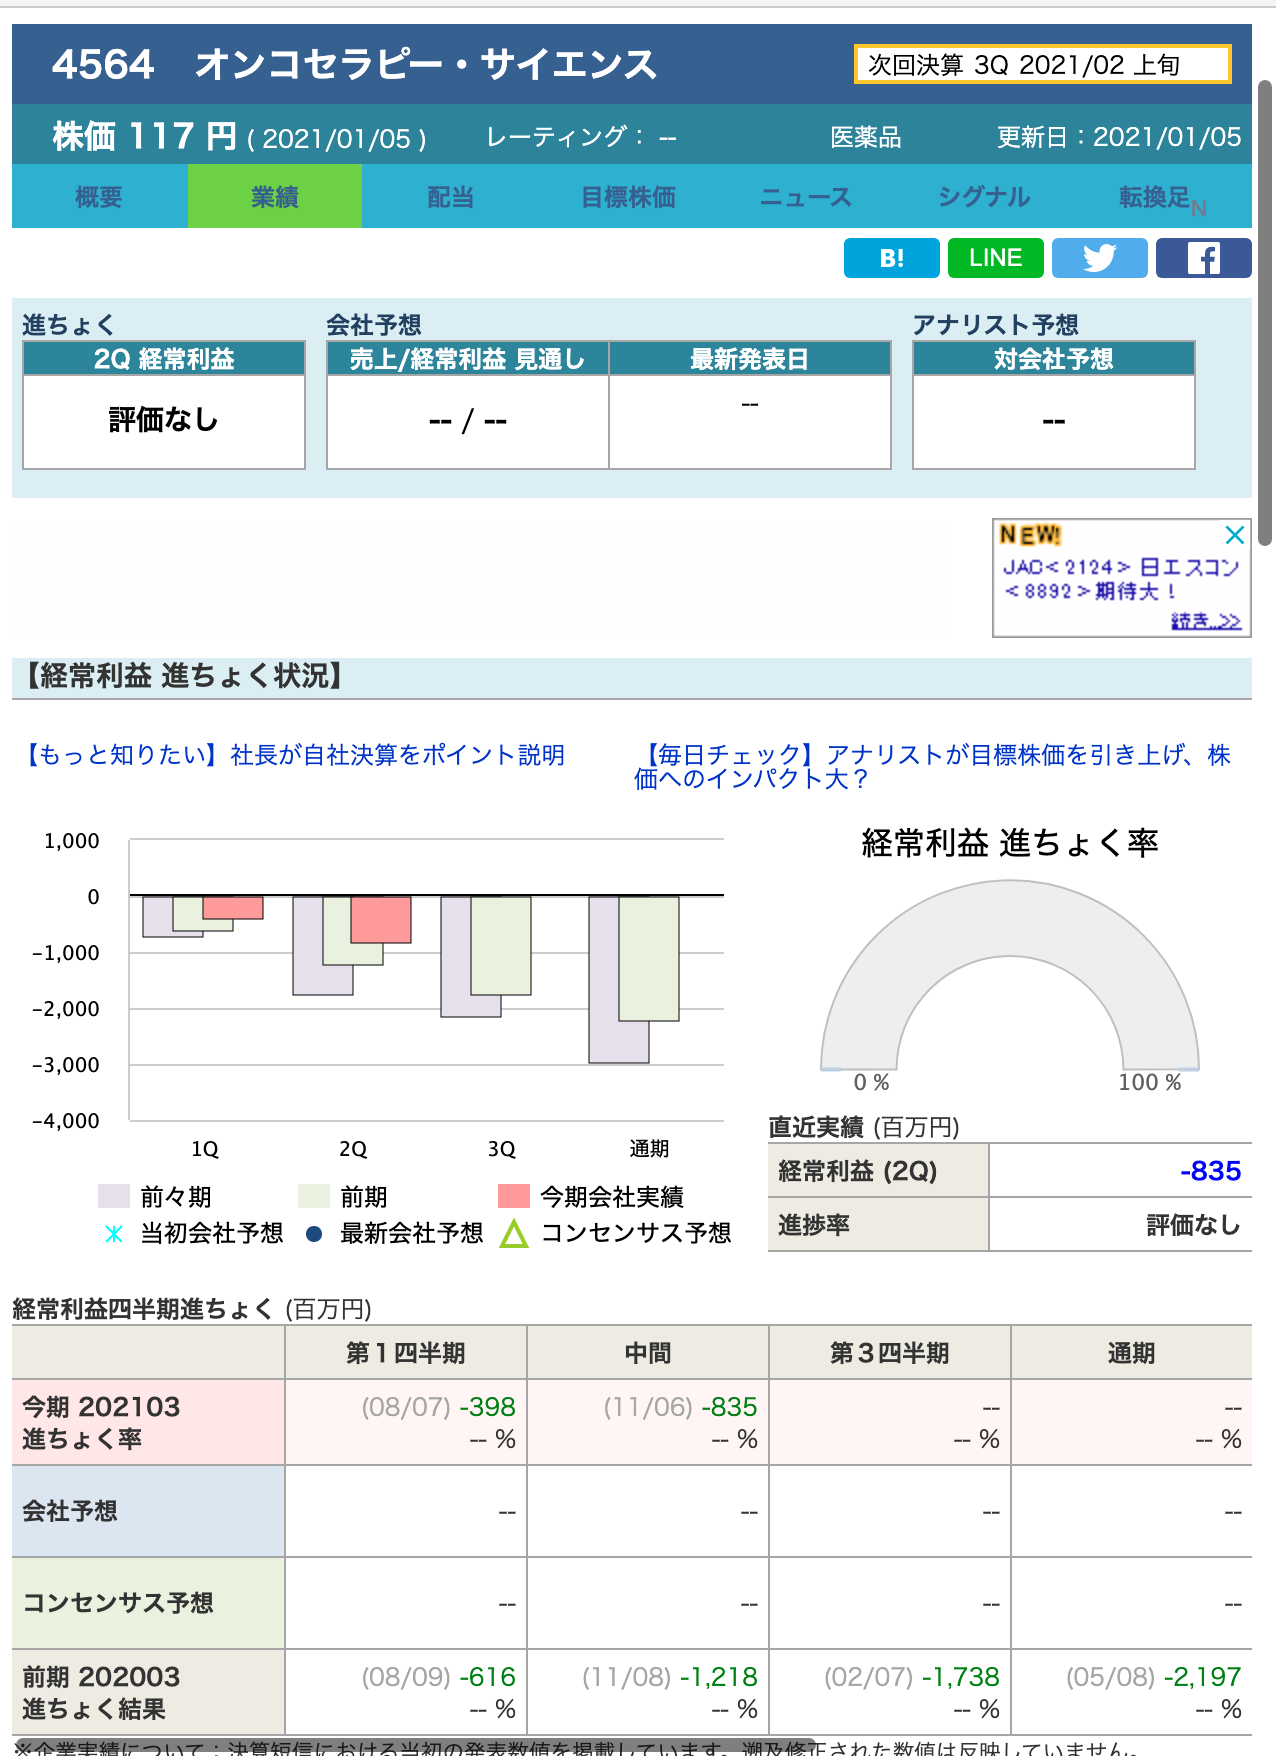 4564　オンコセラピー・サイエンス
次回決算 3Q 2021/02 上旬
株価 117 円 ( 2021/01/05 )
レーティング： --
医薬品
更新日：2021/01/05
概要 業績 配当 目標株価 ニュース シグナル 転換足N
B! LINE
進ちょく
2Q 経常利益
評価なし
会社予想
売上/経常利益 見通し 最新発表日
-- / -- --
アナリスト予想
対会社予想
--
NEW!
JAC<2124> 日エスコン
<8892>期待大！
続き..>>
【経常利益 進ちょく状況】
【もっと知りたい】社長が自社決算をポイント説明
【毎日チェック】アナリストが目標株価を引き上げ、株
価へのインパクト大？
1,000
0
-1,000
-2,000
-3,000
-4,000
1Q 2Q 3Q 通期
前々期 前期 今期会社実績
当初会社予想 最新会社予想 コンセンサス予想
経常利益 進ちょく率
0 % 100 %
直近実績 (百万円)
経常利益 (2Q) -835
進捗率 評価なし
経常利益四半期進ちょく (百万円)
第１四半期 中間 第３四半期 通期
今期 202103 (08/07) -398 (11/06) -835 -- --
進ちょく率 -- % -- % -- % -- %
会社予想 -- -- -- --
コンセンサス予想 -- -- -- --
前期 202003 (08/09) -616 (11/08) -1,218 (02/07) -1,738 (05/08) -2,197
進ちょく結果 -- % -- % -- % -- %
※企業実績について：決算短信における当初の発表数値を掲載しています。遡及修正された数値は反映していません。